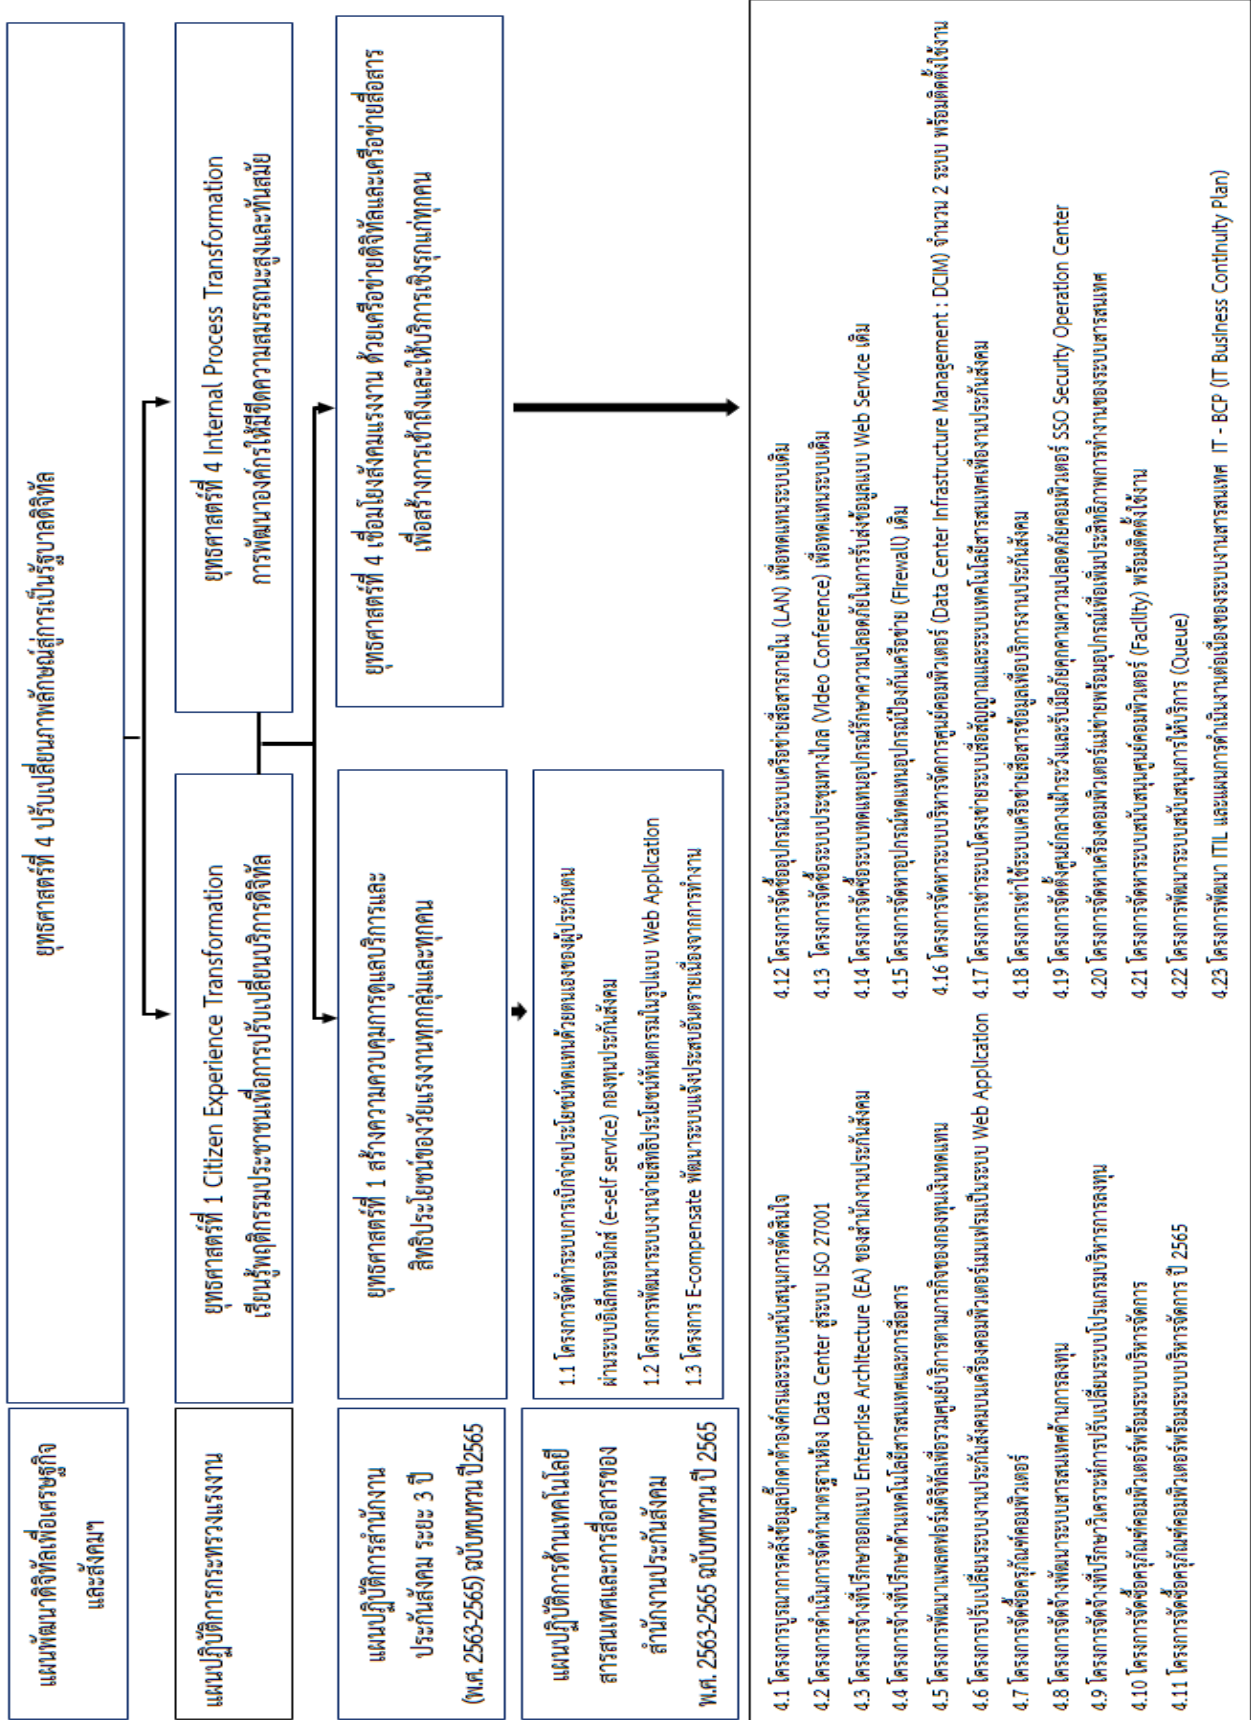 แผนพัฒนาดิจิทัลเพื่อเศรษฐกิจ
และสังคมฯ
ยุทธศาสตร์ที่ 4 ปรับเปลี่ยนภาพลักษณ์สู่การเป็นรัฐบาลดิจิทัล
แผนปฏิบัติการกระทรวงแรงงาน
ยุทธศาสตร์ที่ 1 Citizen Experience Transformation
เรียนรู้พฤติกรรมประชาชนเพื่อการปรับเปลี่ยนบริการดิจิทัล
ยุทธศาสตร์ที่ 4 Internal Process Transformation
การพัฒนาองค์กรให้มีขีดความสมรรถนะสูงและทันสมัย
แผนปฏิบัติการสำนักงาน
ประกันสังคม ระยะ 3 ปี
(พ.ศ. 2563-2565) ฉบับทบทวน ปี2565
ยุทธศาสตร์ที่ 1 สร้างความควบคุมการดูแลบริการและ
สิทธิประโยชน์ของวัยแรงงานทุกกลุ่มและทุกคน
ยุทธศาสตร์ที่ 4 เชื่อมโยงสังคมแรงงาน ด้วยเครือข่ายดิจิทัลและเครือข่ายสื่อสาร
เพื่อสร้างการเข้าถึงและให้บริการเชิงรุกแก่ทุกคน
แผนปฏิบัติการด้านเทคโนโลยี
สารสนเทศและการสื่อสารของ
สำนักงานประกันสังคม
พ.ศ. 2563-2565 ฉบับทบทวน ปี 2565
1.1 โครงการจัดทำระบบการเบิกจ่ายประโยชน์ทดแทนด้วยตนเองของผู้ประกันตน
ผ่านระบบอิเล็กทรอนิกส์ (e-self service) กองทุนประกันสังคม
1.2 โครงการพัฒนาระบบงานจ่ายสิทธิประโยชน์ทันตกรรมในรูปแบบ Web Application
1.3 โครงการ E-compensate พัฒนาระบบแจ้งประสบอันตรายเนื่องจากการทำงาน
4.1 โครงการบูรณาการคลังข้อมูลบิกดาต้าองค์กรและระบบสนับสนุนการตัดสินใจ
4.2 โครงการดำเนินการจัดทำมาตรฐานห้อง Data Center สู่ระบบ ISO 27001
4.3 โครงการจ้างที่ปรึกษาออกแบบ Enterprise Architecture (EA) ของสำนักงานประกันสังคม
4.4 โครงการจ้างที่ปรึกษาด้านเทคโนโลยีสารสนเทศและการสื่อสาร
4.5 โครงการพัฒนาแพลตฟอร์มดิจิทัลเพื่อรวมศูนย์บริการตามภารกิจของกองทุนเงินทดแทน
4.6 โครงการปรับเปลี่ยนระบบงานประกันสังคมบนเครื่องคอมพิวเตอร์เมนเฟรมเป็นระบบ Web Application
4.7 โครงการจัดซื้อครุภัณฑ์คอมพิวเตอร์
4.8 โครงการจัดจ้างพัฒนาระบบสารสนเทศด้านการลงทุน
4.9 โครงการจัดจ้างที่ปรึกษาวิเคราะห์การปรับเปลี่ยนระบบโปรแกรมบริหารการลงทุน
4.10 โครงการจัดซื้อครุภัณฑ์คอมพิวเตอร์พร้อมระบบบริหารจัดการ
4.11 โครงการจัดซื้อครุภัณฑ์คอมพิวเตอร์พร้อมระบบบริหารจัดการ ปี 2565
4.12 โครงการจัดซื้ออุปกรณ์ระบบเครือข่ายสื่อสารภายใน (LAN) เพื่อทดแทนระบบเดิม
4.13 โครงการจัดซื้อระบบประชุมทางไกล (Video Conference) เพื่อทดแทนระบบเดิม
4.14 โครงการจัดซื้อระบบทดแทนอุปกรณ์รักษาความปลอดภัยในการรับส่งข้อมูลแบบ Web Service เดิม
4.15 โครงการจัดหาอุปกรณ์ทดแทนอุปกรณ์ป้องกันเครือข่าย (Firewall) เดิม
4.16 โครงการจัดหาระบบบริหารจัดการศูนย์คอมพิวเตอร์ (Data Center Infrastructure Management : DCIM) จำนวน 2 ระบบ พร้อมติดตั้งใช้งาน
4.17 โครงการเช่าระบบโครงข่ายระบบสื่อสัญญาณและระบบเทคโนโลยีสารสนเทศเพื่องานประกันสังคม
4.18 โครงการเช่าใช้ระบบเครือข่ายสื่อสารข้อมูลเพื่อบริการงานประกันสังคม
4.19 โครงการจัดตั้งศูนย์กลางเฝ้าระวังและรับมือภัยคุกคามความปลอดภัยคอมพิวเตอร์ SSO Security Operation Center
4.20 โครงการจัดหาเครื่องคอมพิวเตอร์แม่ข่ายพร้อมอุปกรณ์เพื่อเพิ่มประสิทธิภาพการทำงานของระบบสารสนเทศ
4.21 โครงการจัดหาระบบสนับสนุนศูนย์คอมพิวเตอร์ (Facility) พร้อมติดตั้งใช้งาน
4.22 โครงการพัฒนาระบบสนับสนุนการให้บริการ (Queue)
4.23 โครงการพัฒนา ITIL และแผนการดำเนินงานต่อเนื่องของระบบงานสารสนเทศ IT - BCP (IT Business Continuity Plan)